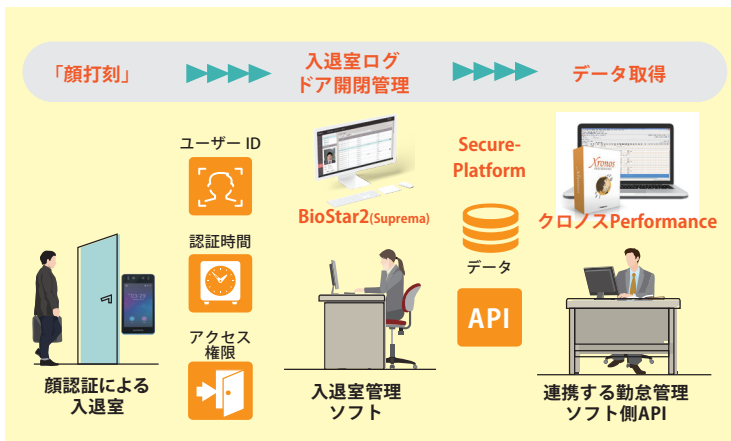 「顔打刻」
入退室ログ
ドア開閉管理
データ取得
ユーザー ID
認証時間
アクセス
権限
顔認証による
入退室
BioStar2(Suprema)
入退室管理
ソフト
Secure-
Platform
データ
API
Xronos
クロノスPerformance
連携する勤怠管理
ソフト側API